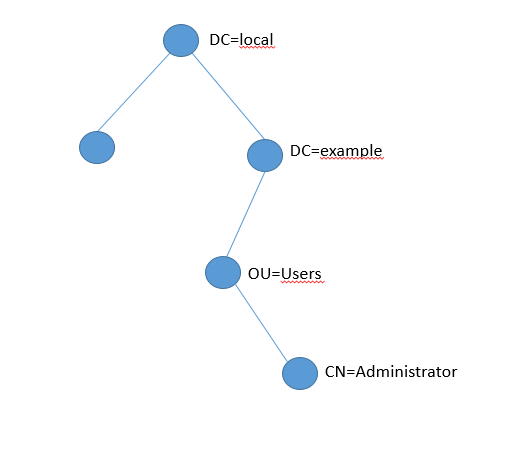 DC=local
DC=example
OU=Users
CN=Administrator